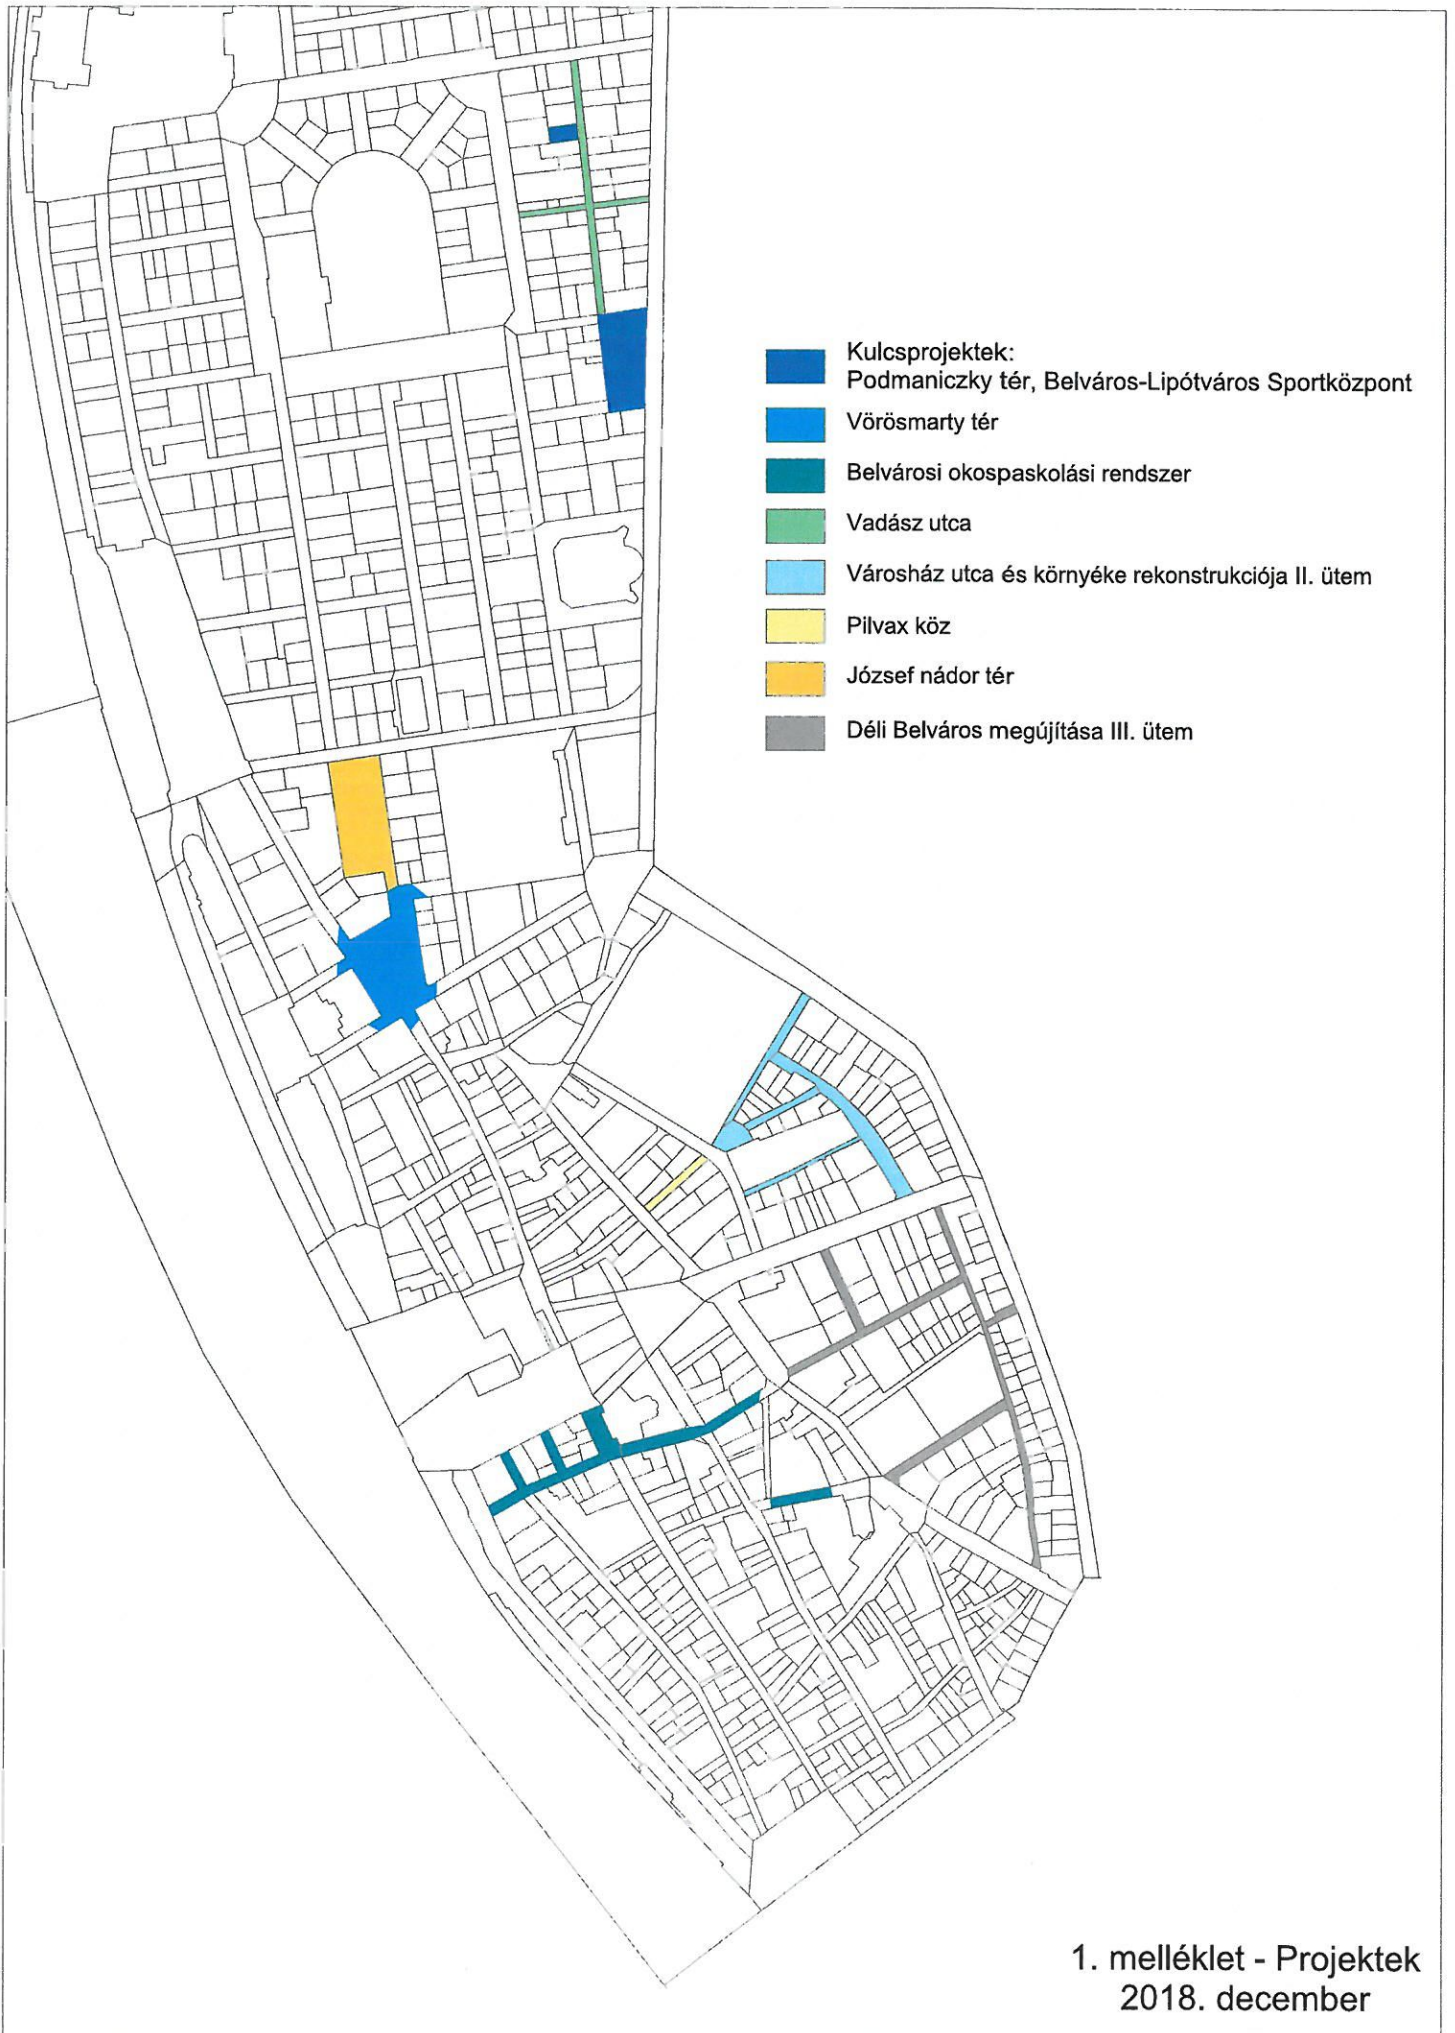 Kulcsprojektek:
Podmaniczky tér, Belváros-Lipótváros Sportközpont
Vörösmarty tér
Belvárosi okospaskolási rendszer
Vadász utca
Városház utca és környéke rekonstrukciója II. ütem
Pilvax köz
József nádor tér
Déli Belváros megújítása III. ütem
1. melléklet - Projektek
2018. december